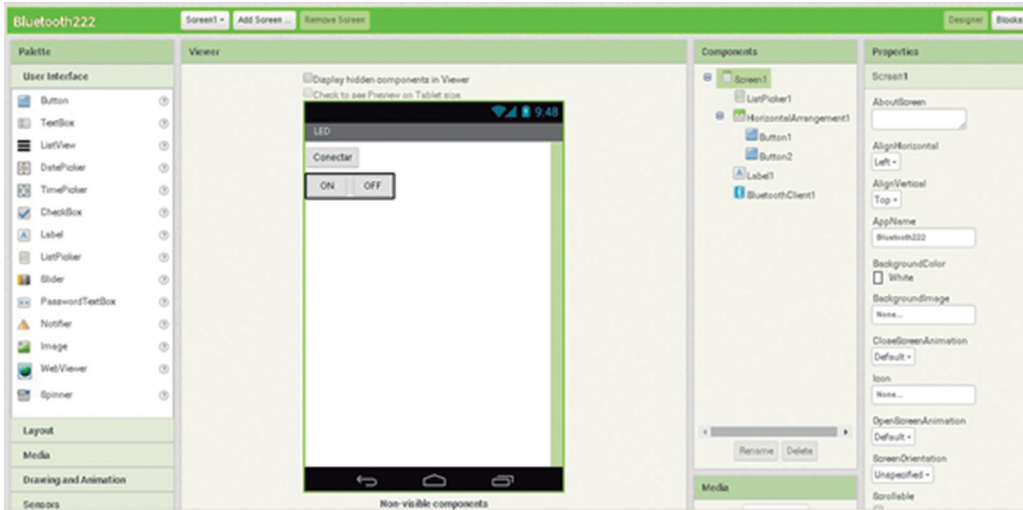 Bluetooth222
Screen1
Add Screen ...
Remove Screen
Designer
Blocks
Palette
User Interface
Button
TextBox
ListView
DatePicker
TimePicker
CheckBox
Label
ListPicker
Slider
PasswordTextBox
Notifier
Image
WebViewer
Spinner
Layout
Media
Drawing and Animation
Sensors
Viewer
Display hidden components in Viewer
Check to see Preview on Tablet size.
9:48
LED
Conectar
ON OFF
Non-visible components
Components
Screen1
ListPicker1
HorizontalArrangement1
Button1
Button2
Label1
BluetoothClient1
Rename Delete
Media
Properties
Screen1
AboutScreen
AlignHorizontal
Left
AlignVertical
Top
AppName
Bluetooth222
BackgroundColor
White
BackgroundImage
None...
CloseScreenAnimation
Default
Icon
None...
OpenScreenAnimation
Default
ScreenOrientation
Unspecified
Scrollable